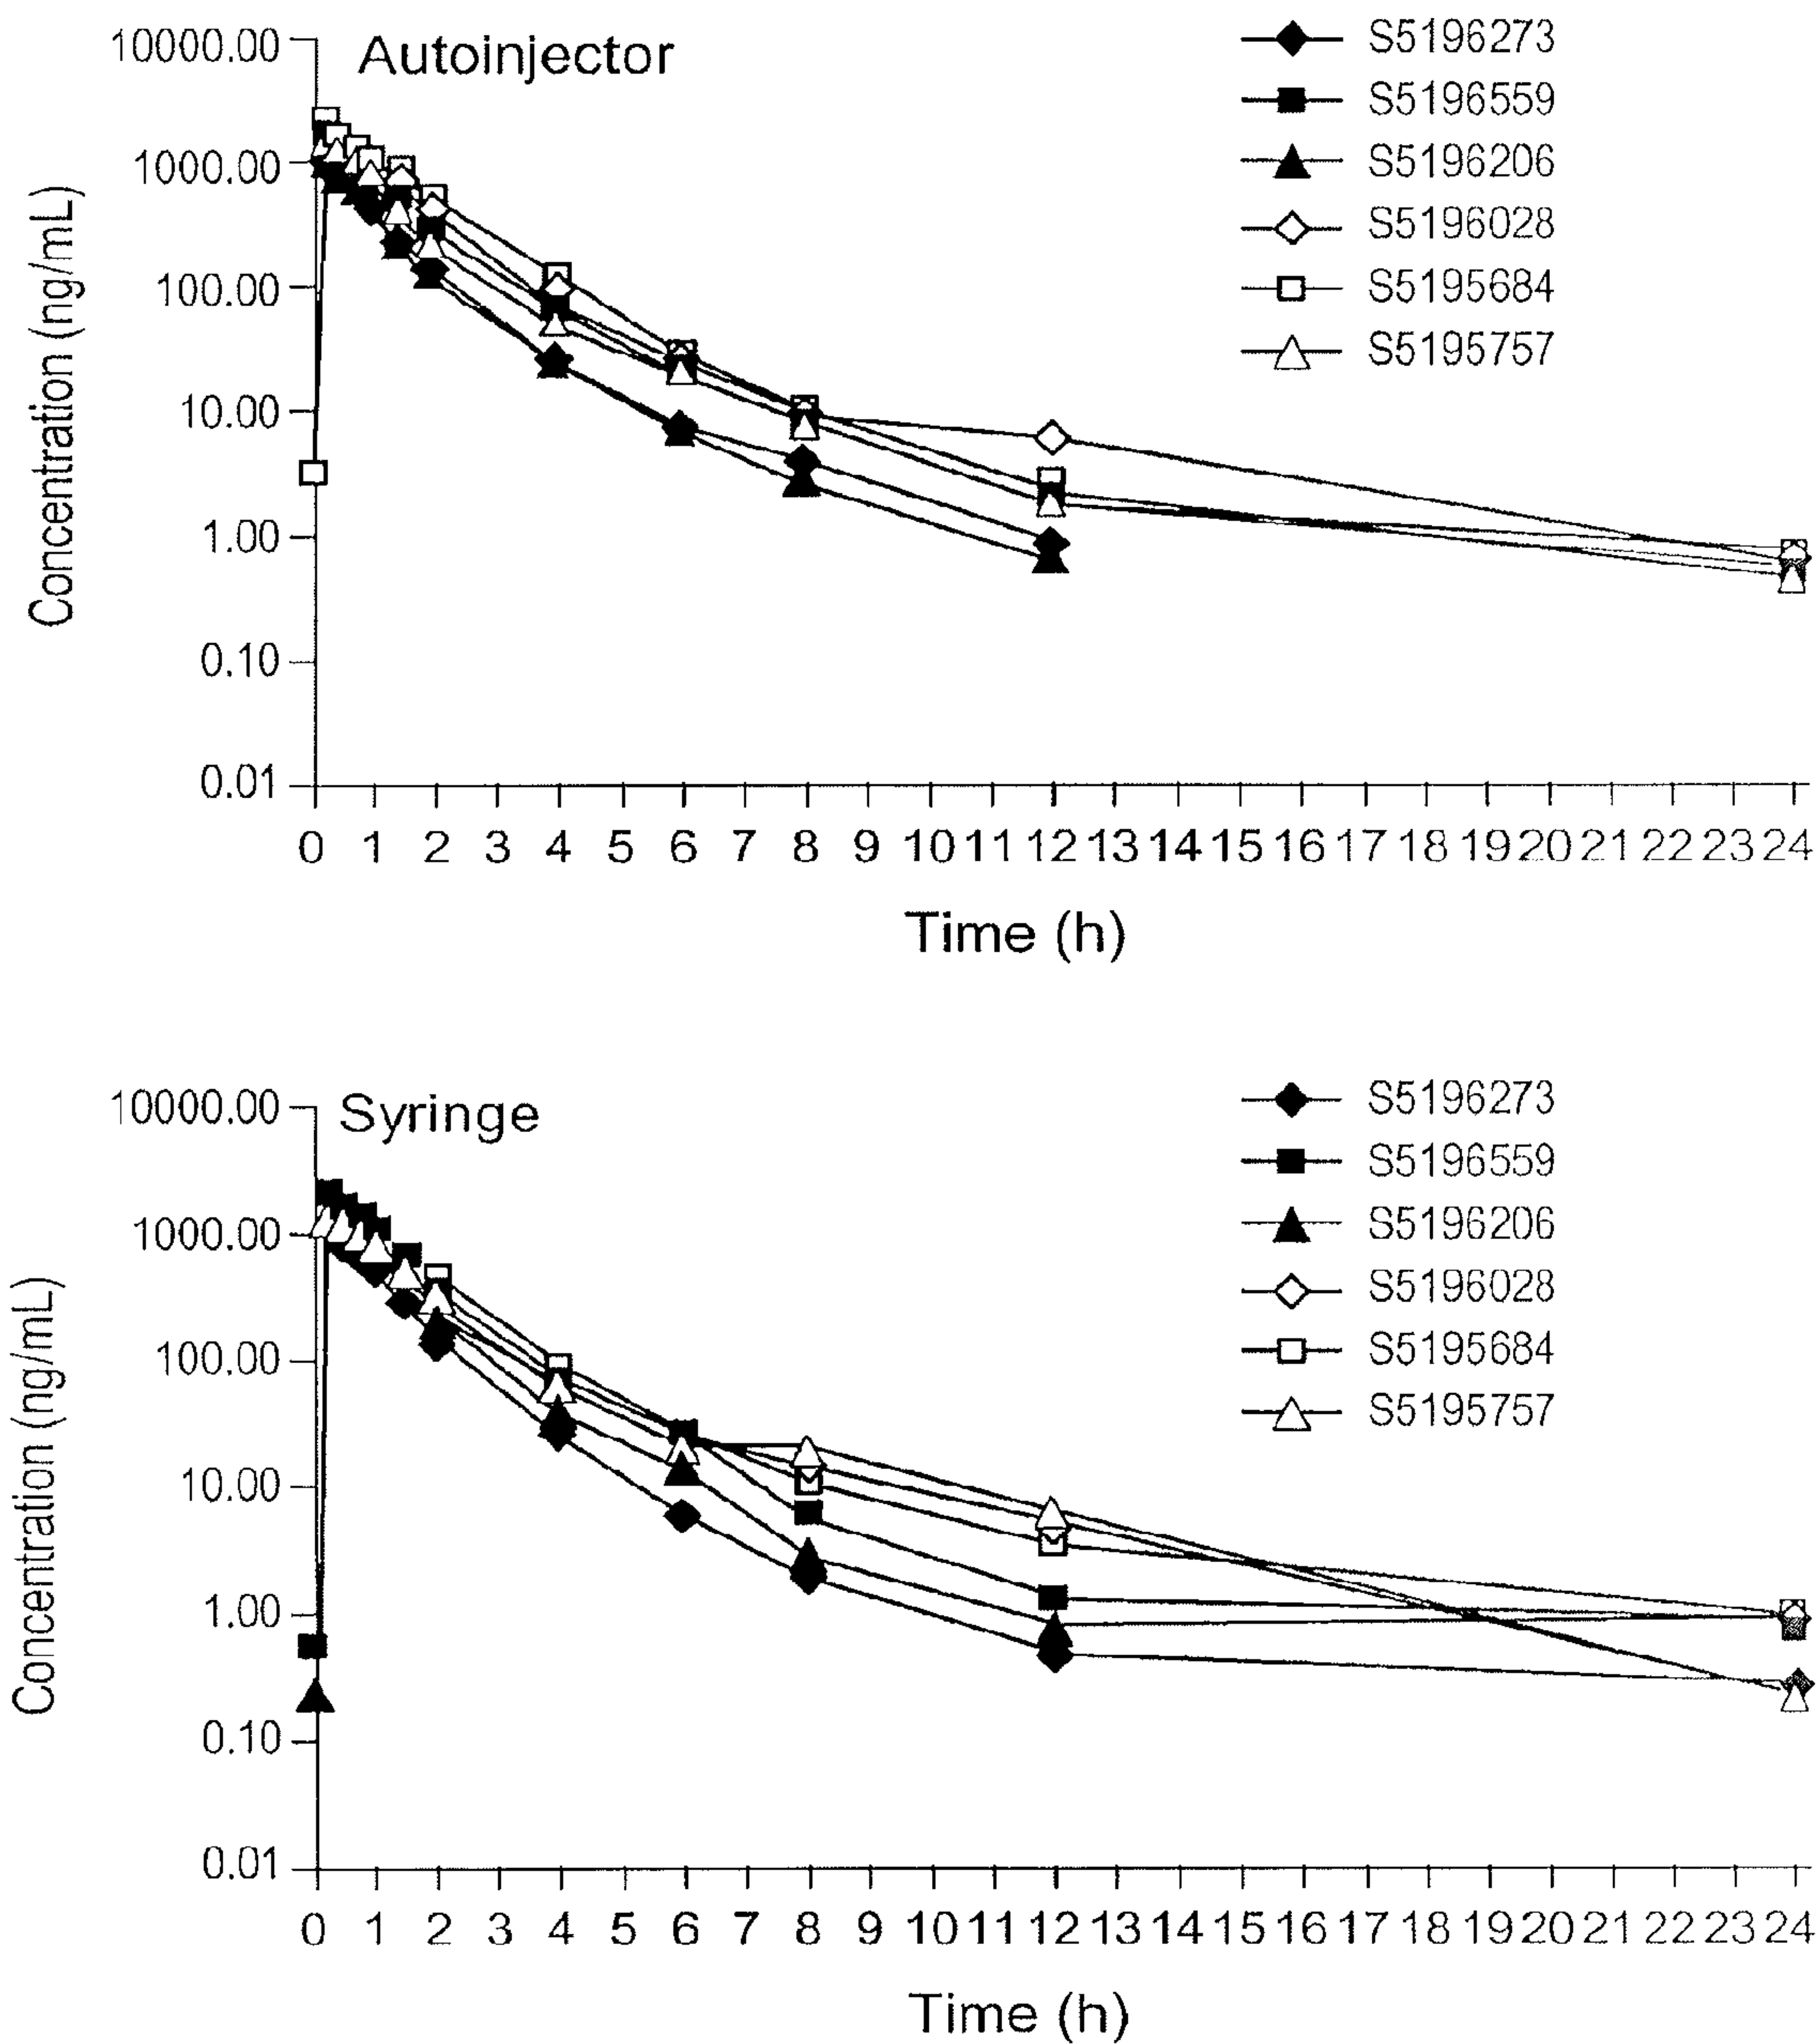 Autoinjector
10000.00
1000.00
100.00
10.00
1.00
0.10
0.01
Concentration (ng/mL)
0 1 2 3 4 5 6 7 8 9 10 11 12 13 14 15 16 17 18 19 20 21 22 23 24
Time (h)
S5196273
S5196559
S5196206
S5196028
S5195684
S5195757
Syringe
10000.00
1000.00
100.00
10.00
1.00
0.10
0.01
Concentration (ng/mL)
0 1 2 3 4 5 6 7 8 9 10 11 12 13 14 15 16 17 18 19 20 21 22 23 24
Time (h)
S5196273
S5196559
S5196206
S5196028
S5195684
S5195757